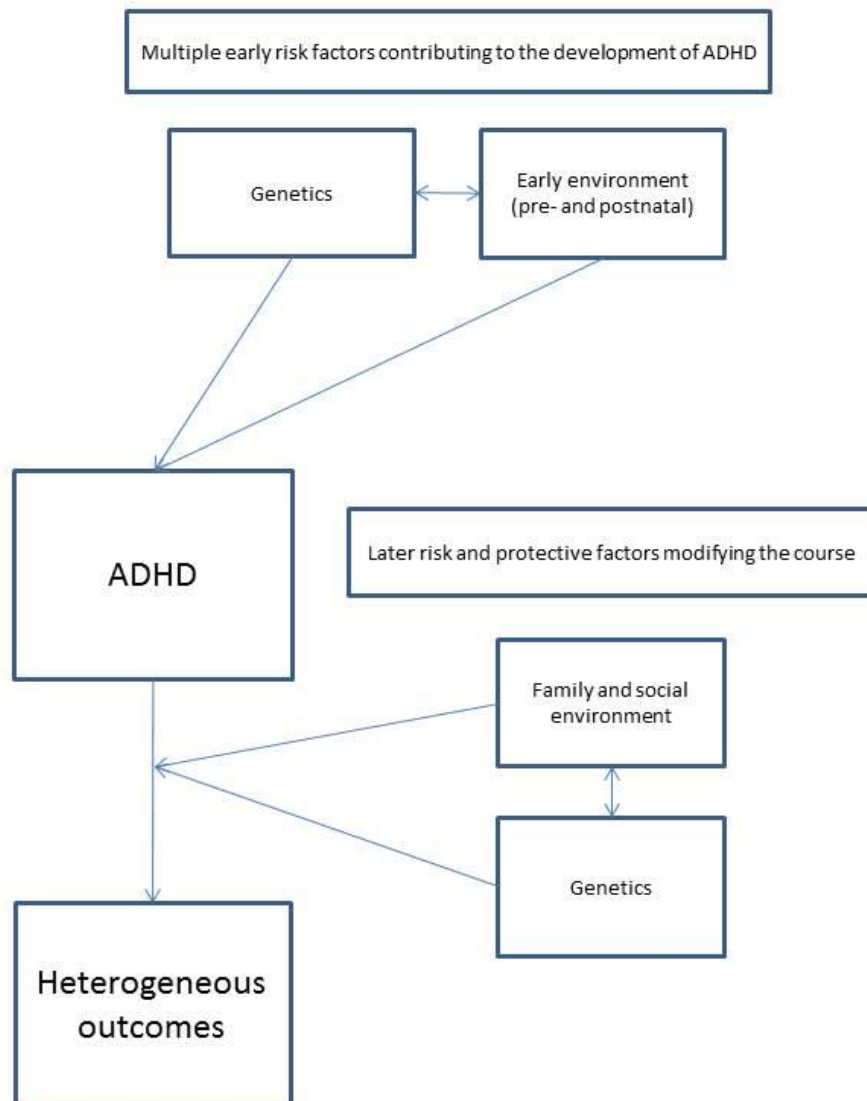 Multiple early risk factors contributing to the development of ADHD
Genetics
Early environment
(pre- and postnatal)
ADHD
Later risk and protective factors modifying the course
Family and social
environment
Genetics
Heterogeneous
outcomes